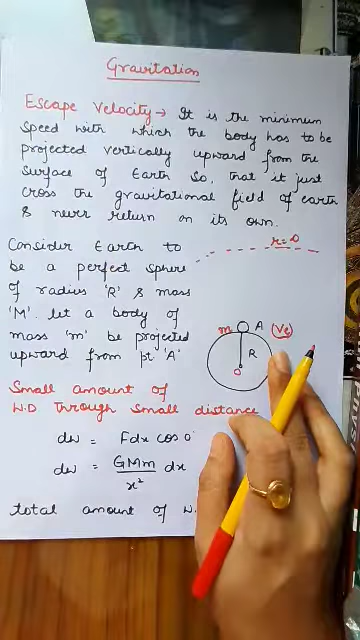 Gravitation
Escape Velocity → It is the minimum
speed with which the body has to be
projected vertically upward from the
surface of Earth so, that it just
cross the gravitational field of earth
& never return on its own.
Consider Earth to
be a perfect sphere
of radius 'R' & mass
'M'. let a body of
mass 'm' be projected
upward from pt 'A'
r = 0
m A (Ve)
R
O
Small amount of
W.D through small distance
dw = Fdx cos 0°
dw = GMm/x² dx
total amount of W.